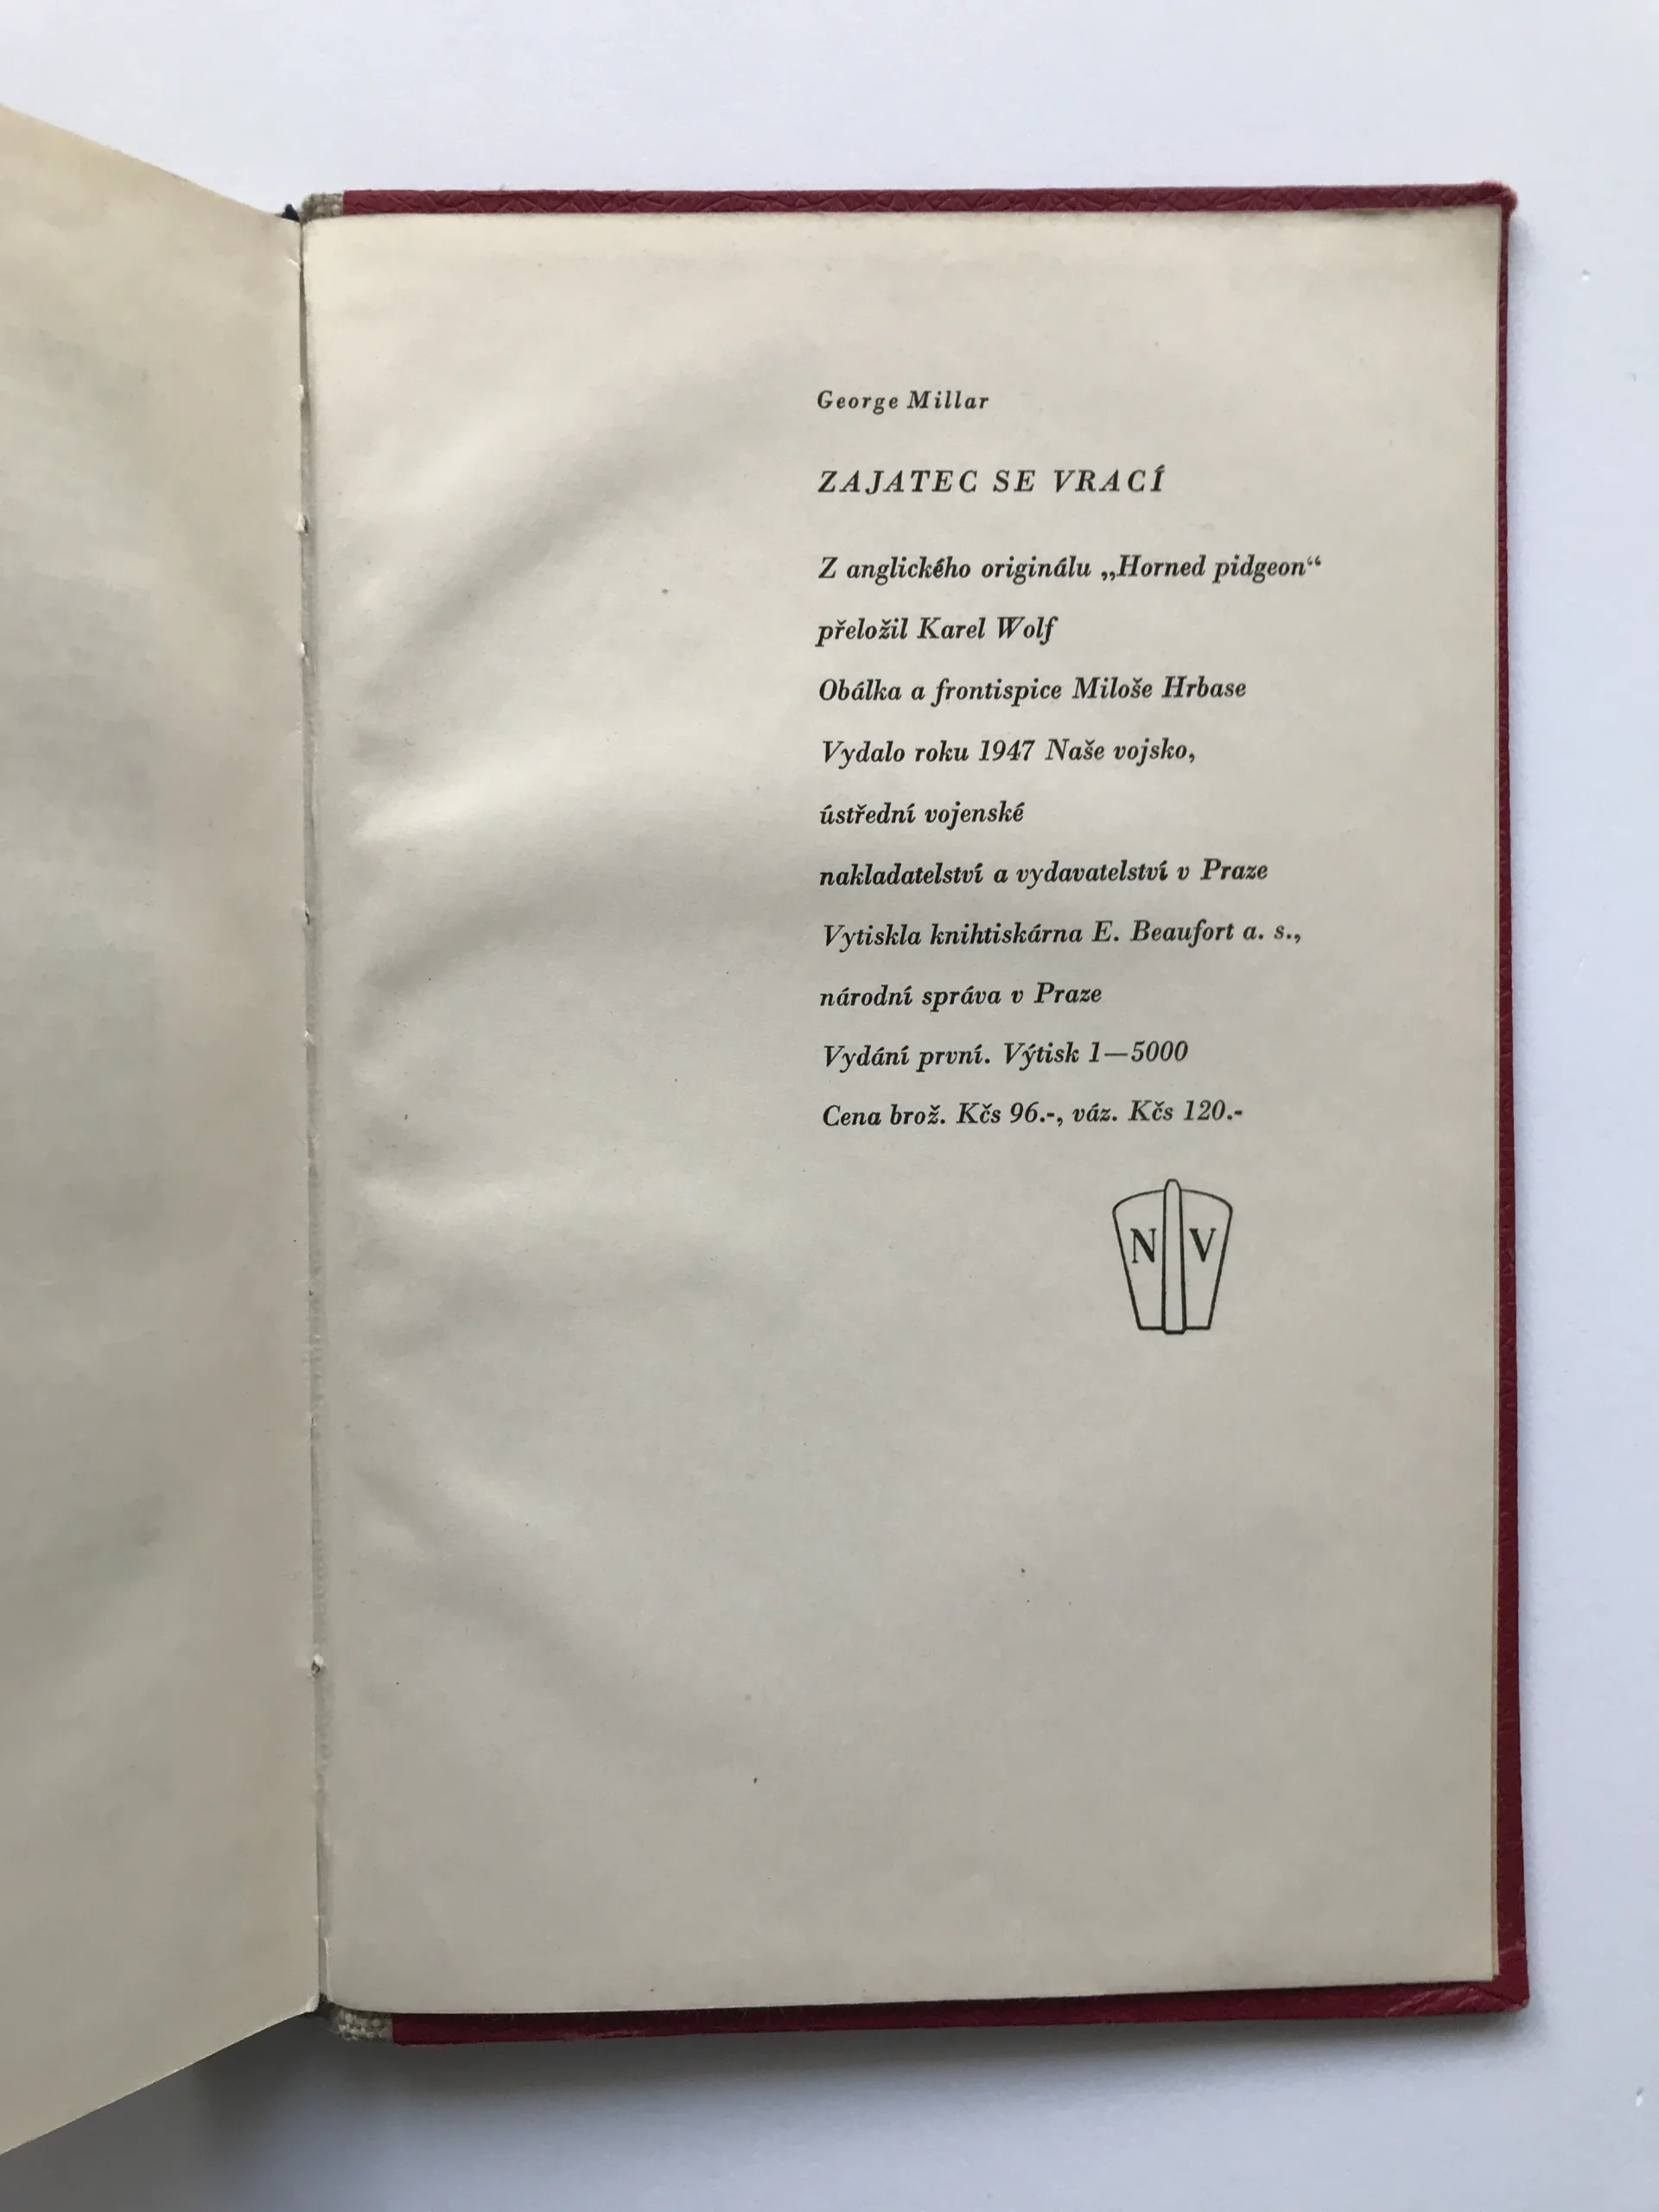 George Millar
ZAJATEC SE VRACÍ
Z anglického originálu „Horned pidgeon“
přeložil Karel Wolf
Obálka a frontispice Miloše Hrbase
Vydalo roku 1947 Naše vojsko,
ústřední vojenské
nakladatelství a vydavatelství v Praze
Vytiskla knihtiskárna E. Beaufort a. s.,
národní správa v Praze
Vydání první. Výtisk 1—5000
Cena brož. Kčs 96.-, váz. Kčs 120.-
N V